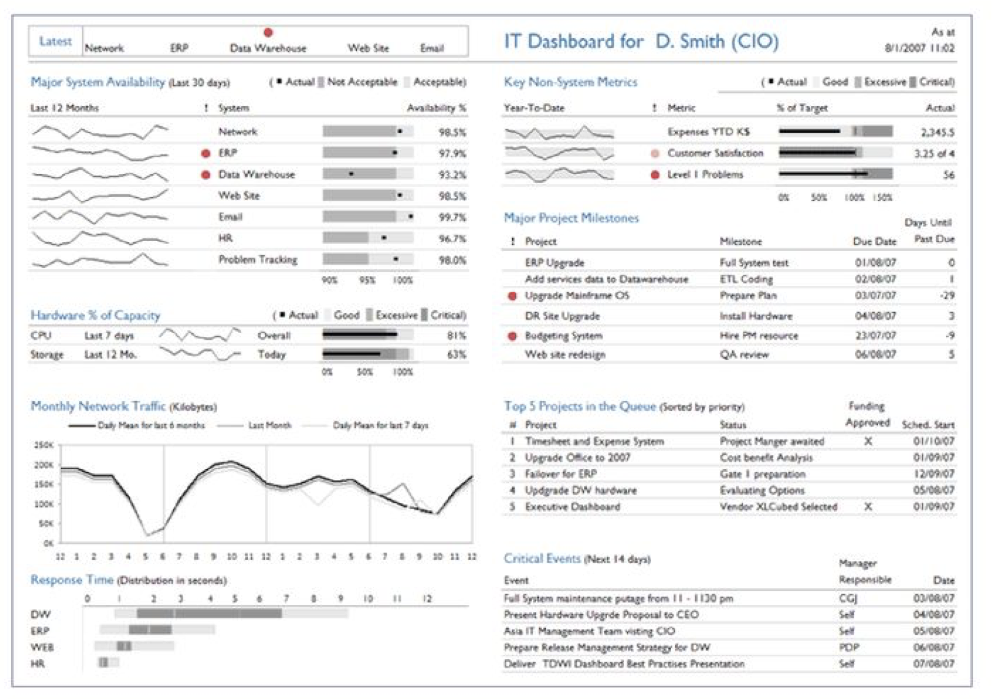 Latest Network ERP Data Warehouse Web Site Email
IT Dashboard for D. Smith (CIO)
As at
8/1/2007 11:02
Major System Availability (Last 30 days) ( ▪ Actual Not Acceptable Acceptable)
Last 12 Months ! System Availability %
Network 98.5%
ERP 97.9%
Data Warehouse 93.2%
Web Site 98.5%
Email 99.7%
HR 96.7%
Problem Tracking 98.0%
90% 95% 100%
Hardware % of Capacity ( ▪ Actual Good Excessive Critical)
CPU Last 7 days Overall 81%
Storage Last 12 Mo. Today 63%
0% 50% 100%
Monthly Network Traffic (Kilobytes)
Daily Mean for last 6 months Last Month Daily Mean for last 7 days
250K
200K
150K
100K
50K
0K
12 1 2 3 4 5 6 7 8 9 10 11 12 1 2 3 4 5 6 7 8 9 10 11 12
Response Time (Distribution in seconds)
0 1 2 3 4 5 6 7 8 9 10 11 12
DW
ERP
WEB
HR
Key Non-System Metrics ( ▪ Actual Good Excessive Critical)
Year-To-Date ! Metric % of Target Actual
Expenses YTD K$ 2,345.5
Customer Satisfaction 3.25 of 4
Level 1 Problems 56
0% 50% 100% 150%
Major Project Milestones
Days Until
! Project Milestone Due Date Past Due
ERP Upgrade Full System test 01/08/07 0
Add services data to Datawarehouse ETL Coding 02/08/07 1
Upgrade Mainframe OS Prepare Plan 03/07/07 -29
DR Site Upgrade Install Hardware 04/08/07 3
Budgeting System Hire PM resource 23/07/07 -9
Web site redesign QA review 06/08/07 5
Top 5 Projects in the Queue (Sorted by priority) Funding
# Project Status Approved Sched. Start
1 Timesheet and Expense System Project Manger awaited X 01/10/07
2 Upgrade Office to 2007 Cost benefit Analysis 01/09/07
3 Failover for ERP Gate 1 preparation 12/09/07
4 Updgrade DW hardware Evaluating Options 05/08/07
5 Executive Dashboard Vendor XLCubed Selected X 01/09/07
Critical Events (Next 14 days) Manager
Event Responsible Date
Full System maintenance putage from 11 - 1130 pm CGJ 03/08/07
Present Hardware Upgrde Proposal to CEO Self 04/08/07
Asia IT Management Team visting CIO Self 05/08/07
Prepare Release Management Strategy for DW PDP 06/08/07
Deliver TDWI Dashboard Best Practises Presentation Self 07/08/07